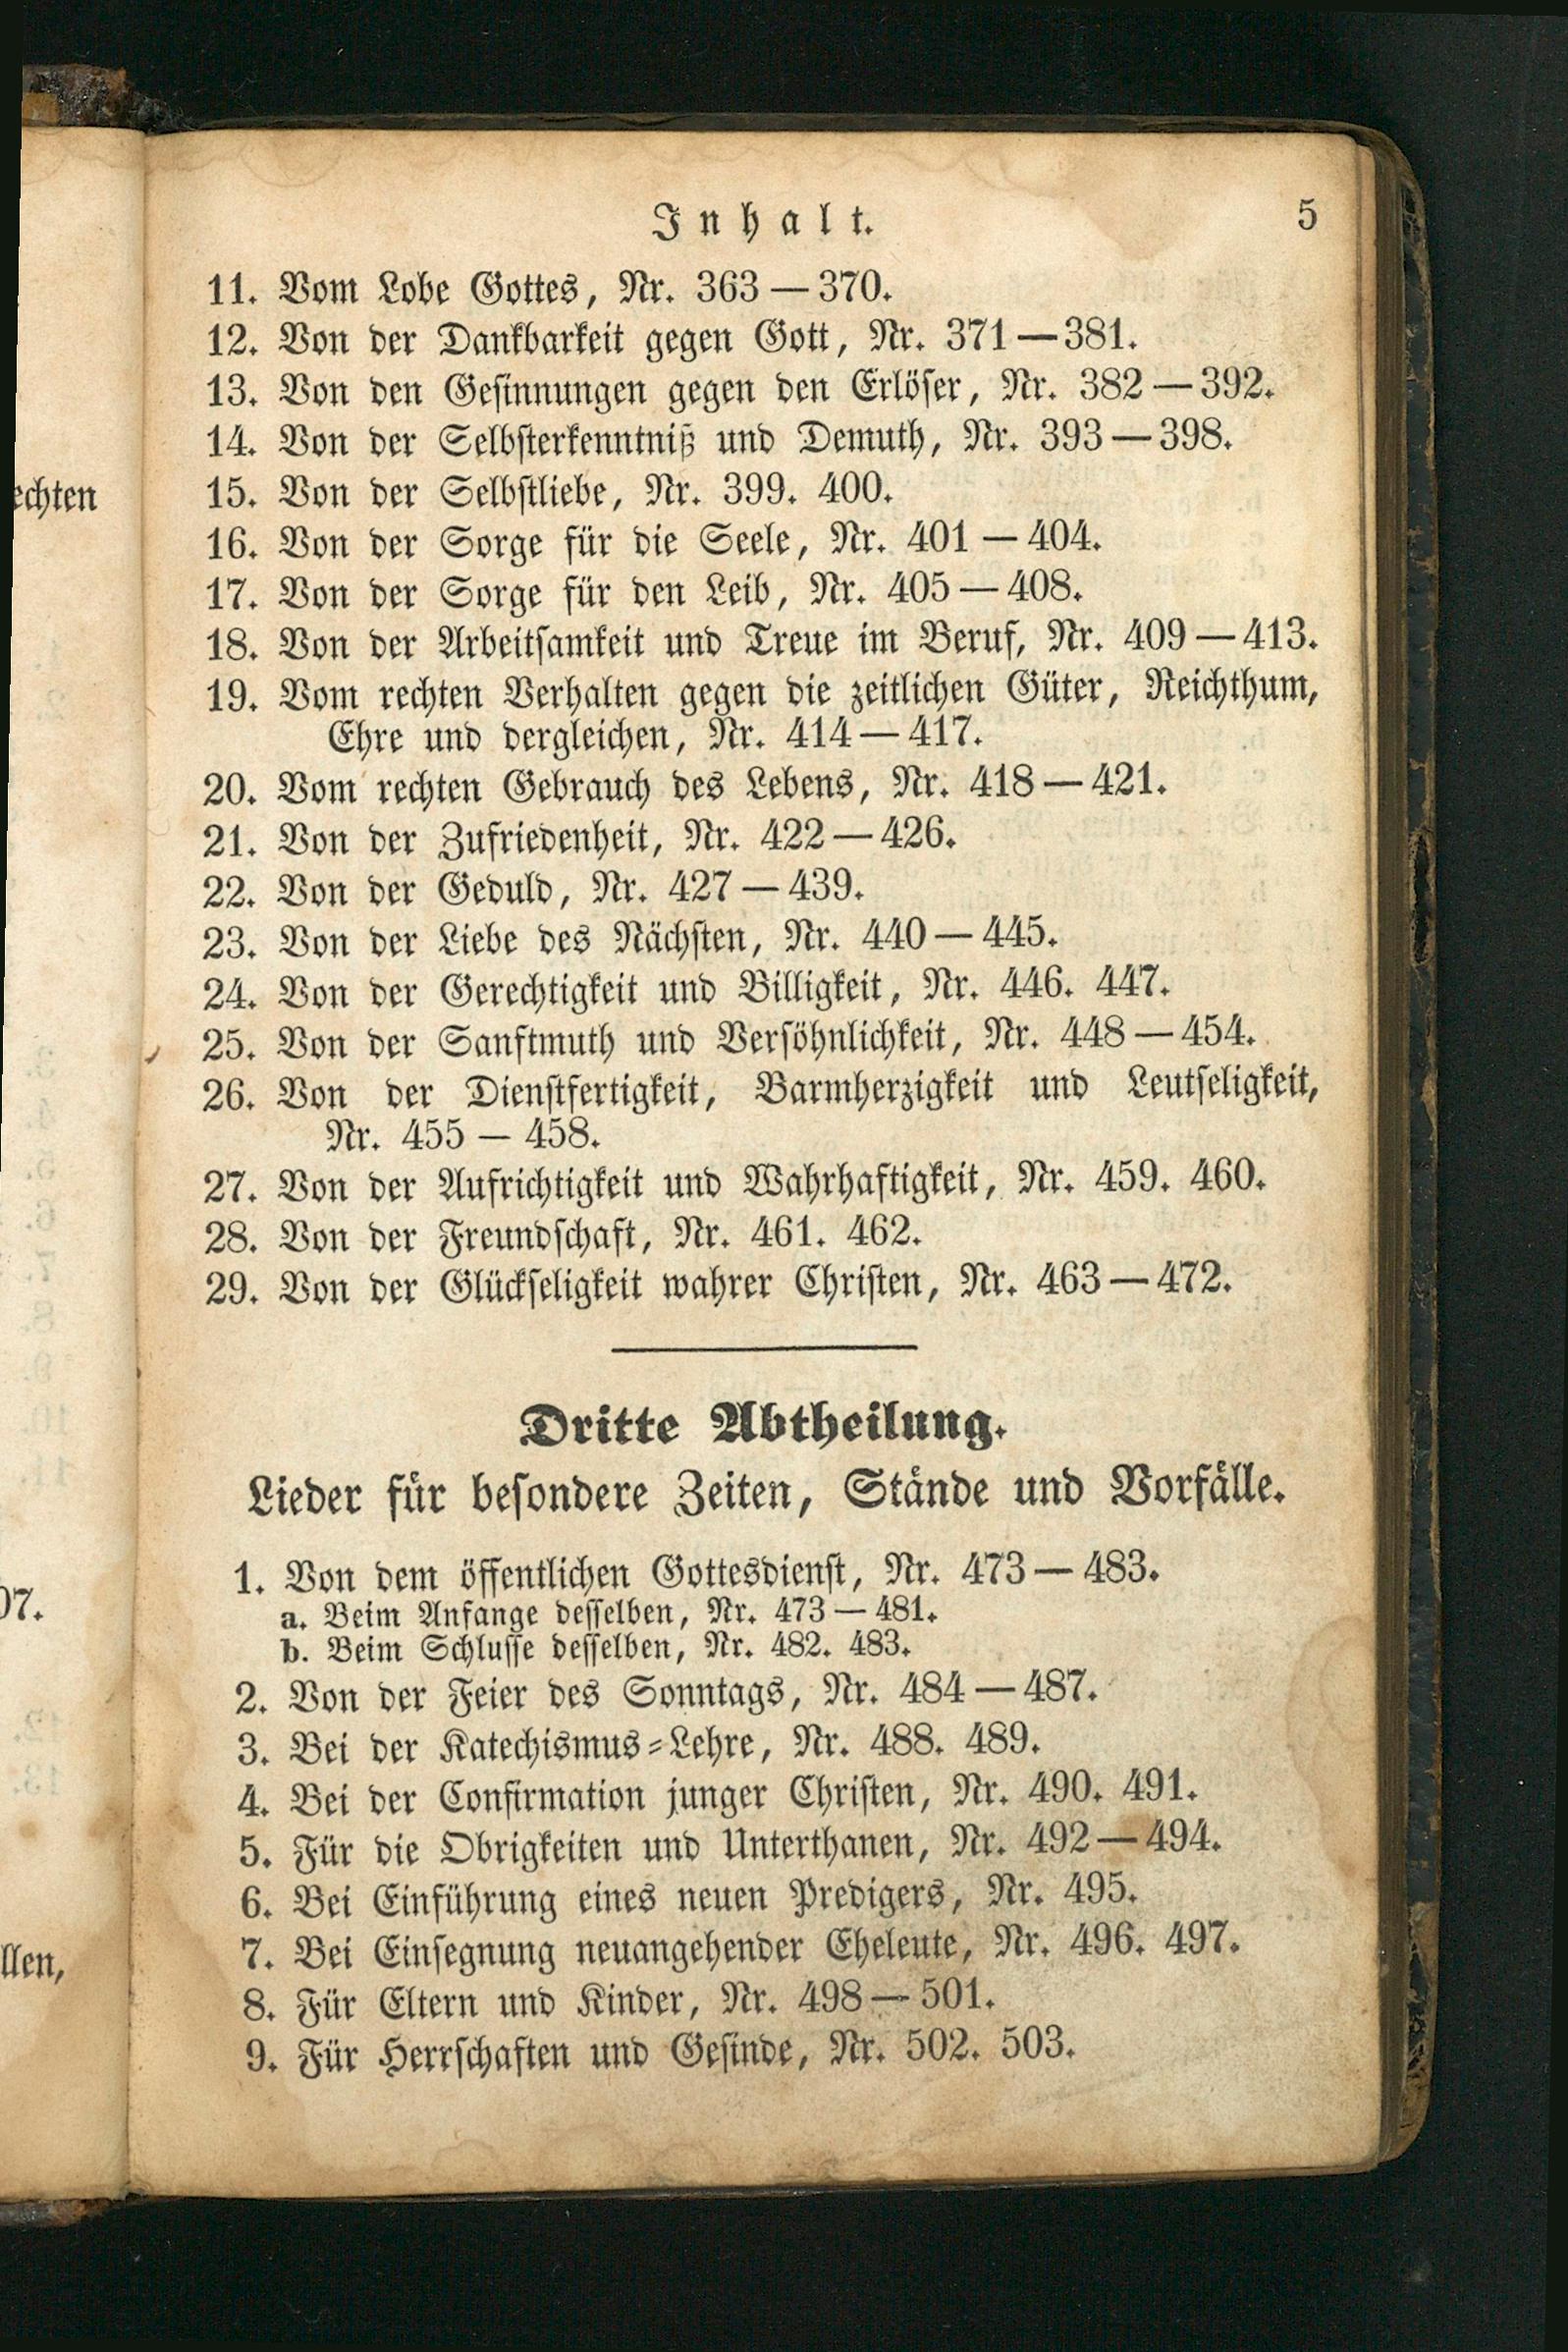 Inhalt. 5
11. Vom Lobe Gottes, Nr. 363—370.
12. Von der Dankbarkeit gegen Gott, Nr. 371—381.
13. Von den Gesinnungen gegen den Erlöser, Nr. 382—392.
14. Von der Selbsterkenntniß und Demuth, Nr. 393—398.
15. Von der Selbstliebe, Nr. 399. 400.
16. Von der Sorge für die Seele, Nr. 401—404.
17. Von der Sorge für den Leib, Nr. 405—408.
18. Von der Arbeitsamkeit und Treue im Beruf, Nr. 409—413.
19. Vom rechten Verhalten gegen die zeitlichen Güter, Reichthum,
Ehre und dergleichen, Nr. 414—417.
20. Vom rechten Gebrauch des Lebens, Nr. 418—421.
21. Von der Zufriedenheit, Nr. 422—426.
22. Von der Geduld, Nr. 427—439.
23. Von der Liebe des Nächsten, Nr. 440—445.
24. Von der Gerechtigkeit und Billigkeit, Nr. 446. 447.
25. Von der Sanftmuth und Versöhnlichkeit, Nr. 448—454.
26. Von der Dienstfertigkeit, Barmherzigkeit und Leutseligkeit,
Nr. 455—458.
27. Von der Aufrichtigkeit und Wahrhaftigkeit, Nr. 459. 460.
28. Von der Freundschaft, Nr. 461. 462.
29. Von der Glückseligkeit wahrer Christen, Nr. 463—472.
Dritte Abtheilung.
Lieder für besondere Zeiten, Stände und Vorfälle.
1. Von dem öffentlichen Gottesdienst, Nr. 473—483.
a. Beim Anfange desselben, Nr. 473—481.
b. Beim Schlusse desselben, Nr. 482. 483.
2. Von der Feier des Sonntags, Nr. 484—487.
3. Bei der Katechismus-Lehre, Nr. 488. 489.
4. Bei der Confirmation junger Christen, Nr. 490. 491.
5. Für die Obrigkeiten und Unterthanen, Nr. 492—494.
6. Bei Einführung eines neuen Predigers, Nr. 495.
7. Bei Einsegnung neuangehender Eheleute, Nr. 496. 497.
8. Für Eltern und Kinder, Nr. 498—501.
9. Für Herrschaften und Gesinde, Nr. 502. 503.